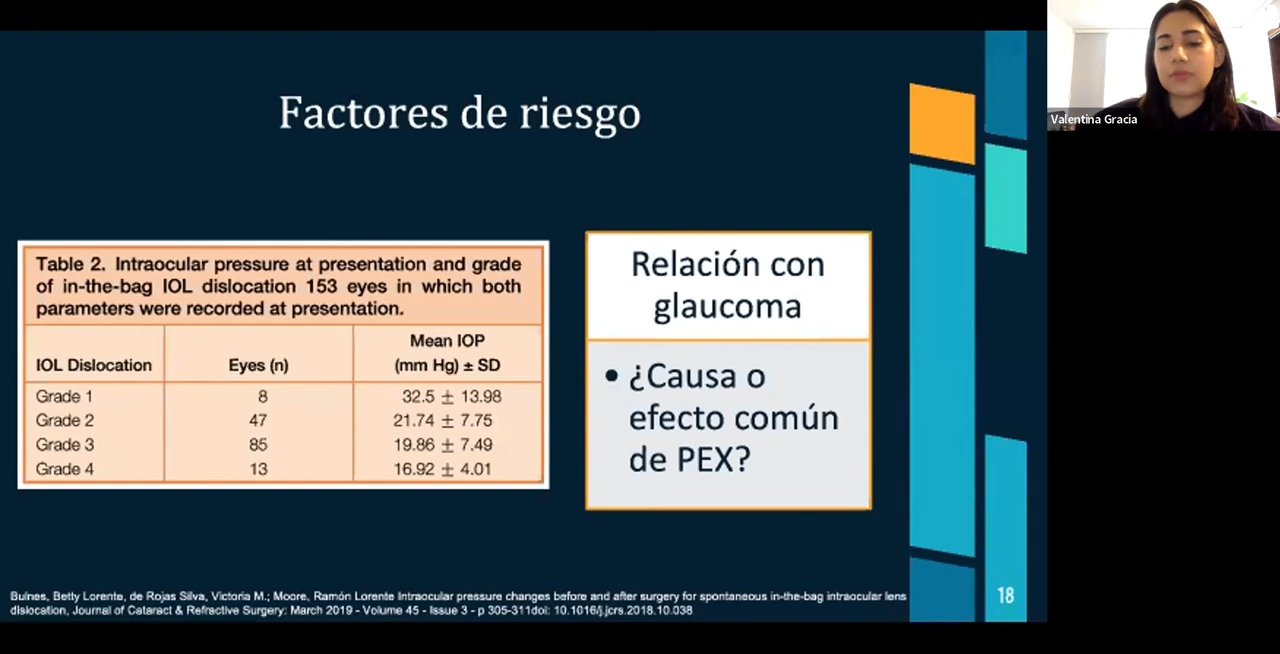 Factores de riesgo
Table 2. Intraocular pressure at presentation and grade
of in-the-bag IOL dislocation 153 eyes in which both
parameters were recorded at presentation.
IOL Dislocation Eyes (n) Mean IOP (mm Hg) ± SD
Grade 1 8 32.5 ± 13.98
Grade 2 47 21.74 ± 7.75
Grade 3 85 19.86 ± 7.49
Grade 4 13 16.92 ± 4.01
Relación con
glaucoma
• ¿Causa o
efecto común
de PEX?
Bulnes, Betty Lorente, de Rojas Silva, Victoria M.; Moore, Ramón Lorente Intraocular pressure changes before and after surgery for spontaneous in-the-bag intraocular lens
dislocation, Journal of Cataract & Refractive Surgery: March 2019 - Volume 45 - Issue 3 - p 305-311doi: 10.1016/j.jcrs.2018.10.038
18
Valentina Gracia